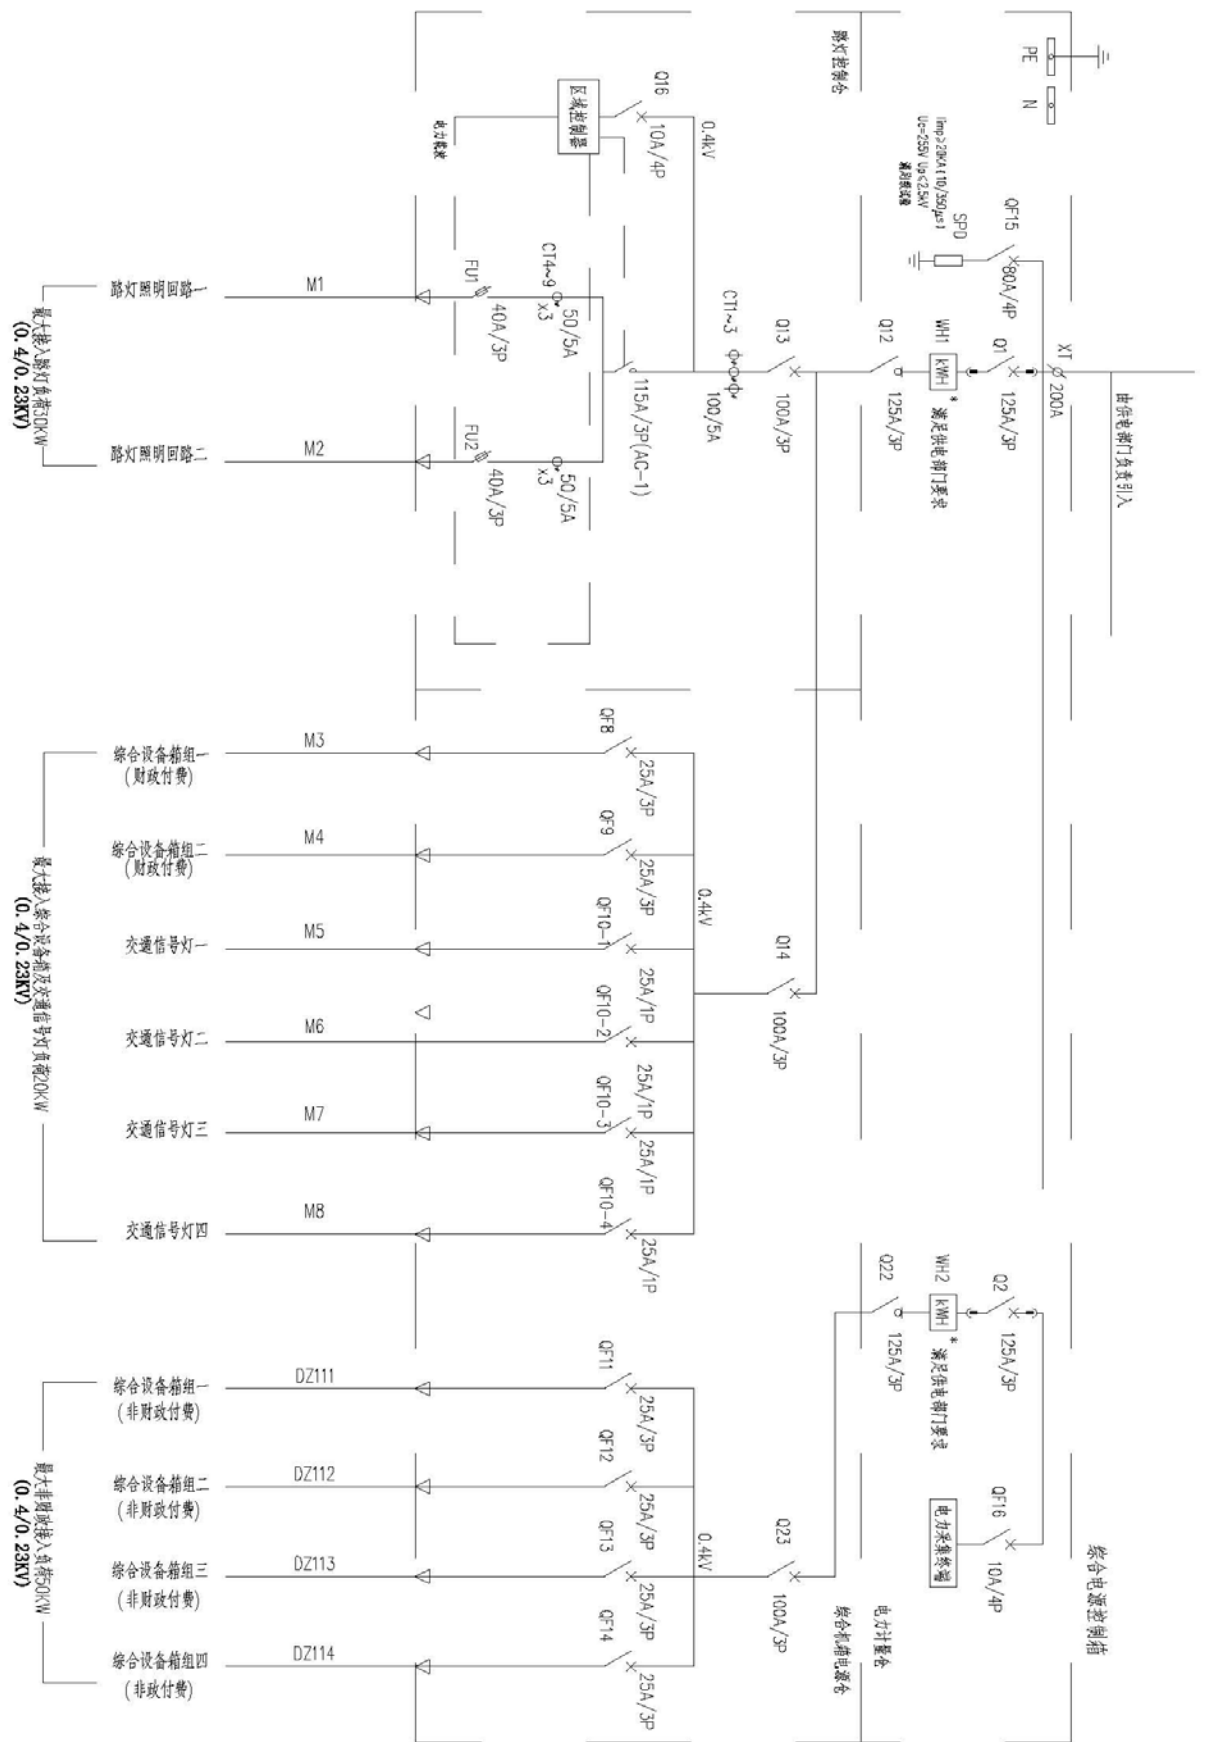 综合电源控制箱
由供电部门负责引入
PE
N
XT
200A
QF15
80A/4P
SPD
Iimp≥20KA(10/350μs)
Uc=255V Up≤2.5kV
Q1
125A/3P
WH1
kWH
*
满足供电部门要求
Q12
125A/3P
Q2
125A/3P
WH2
kWH
*
满足供电部门要求
Q22
125A/3P
QF16
10A/4P
电力采集终端
电力计量仓
综合机箱电源仓
路灯控制仓
Q13
100A/3P
CT1~3
100/5A
0.4kV
Q16
10A/4P
区域控制器
电力载波
115A/3P(AC-1)
CT4~9
50/5A
x3
50/5A
x3
FU1
40A/3P
FU2
40A/3P
Q14
100A/3P
0.4kV
QF8
25A/3P
QF9
25A/3P
QF10-1
25A/1P
QF10-2
25A/1P
QF10-3
25A/1P
QF10-4
25A/1P
Q23
100A/3P
0.4kV
QF11
25A/3P
QF12
25A/3P
QF13
25A/3P
QF14
25A/3P
M1
路灯照明回路一
M2
路灯照明回路二
最大接入路灯负荷30KW
(0.4/0.23KV)
M3
综合设备箱组一
(财政付费)
M4
综合设备箱组二
(财政付费)
M5
交通信号灯一
M6
交通信号灯二
M7
交通信号灯三
M8
交通信号灯四
最大接入综合设备箱及交通信号灯负荷20KW
(0.4/0.23KV)
DZ111
综合设备箱组一
(非财政付费)
DZ112
综合设备箱组二
(非财政付费)
DZ113
综合设备箱组三
(非财政付费)
DZ114
综合设备箱组四
(非政付费)
最大非财政接入负荷50KW
(0.4/0.23KV)